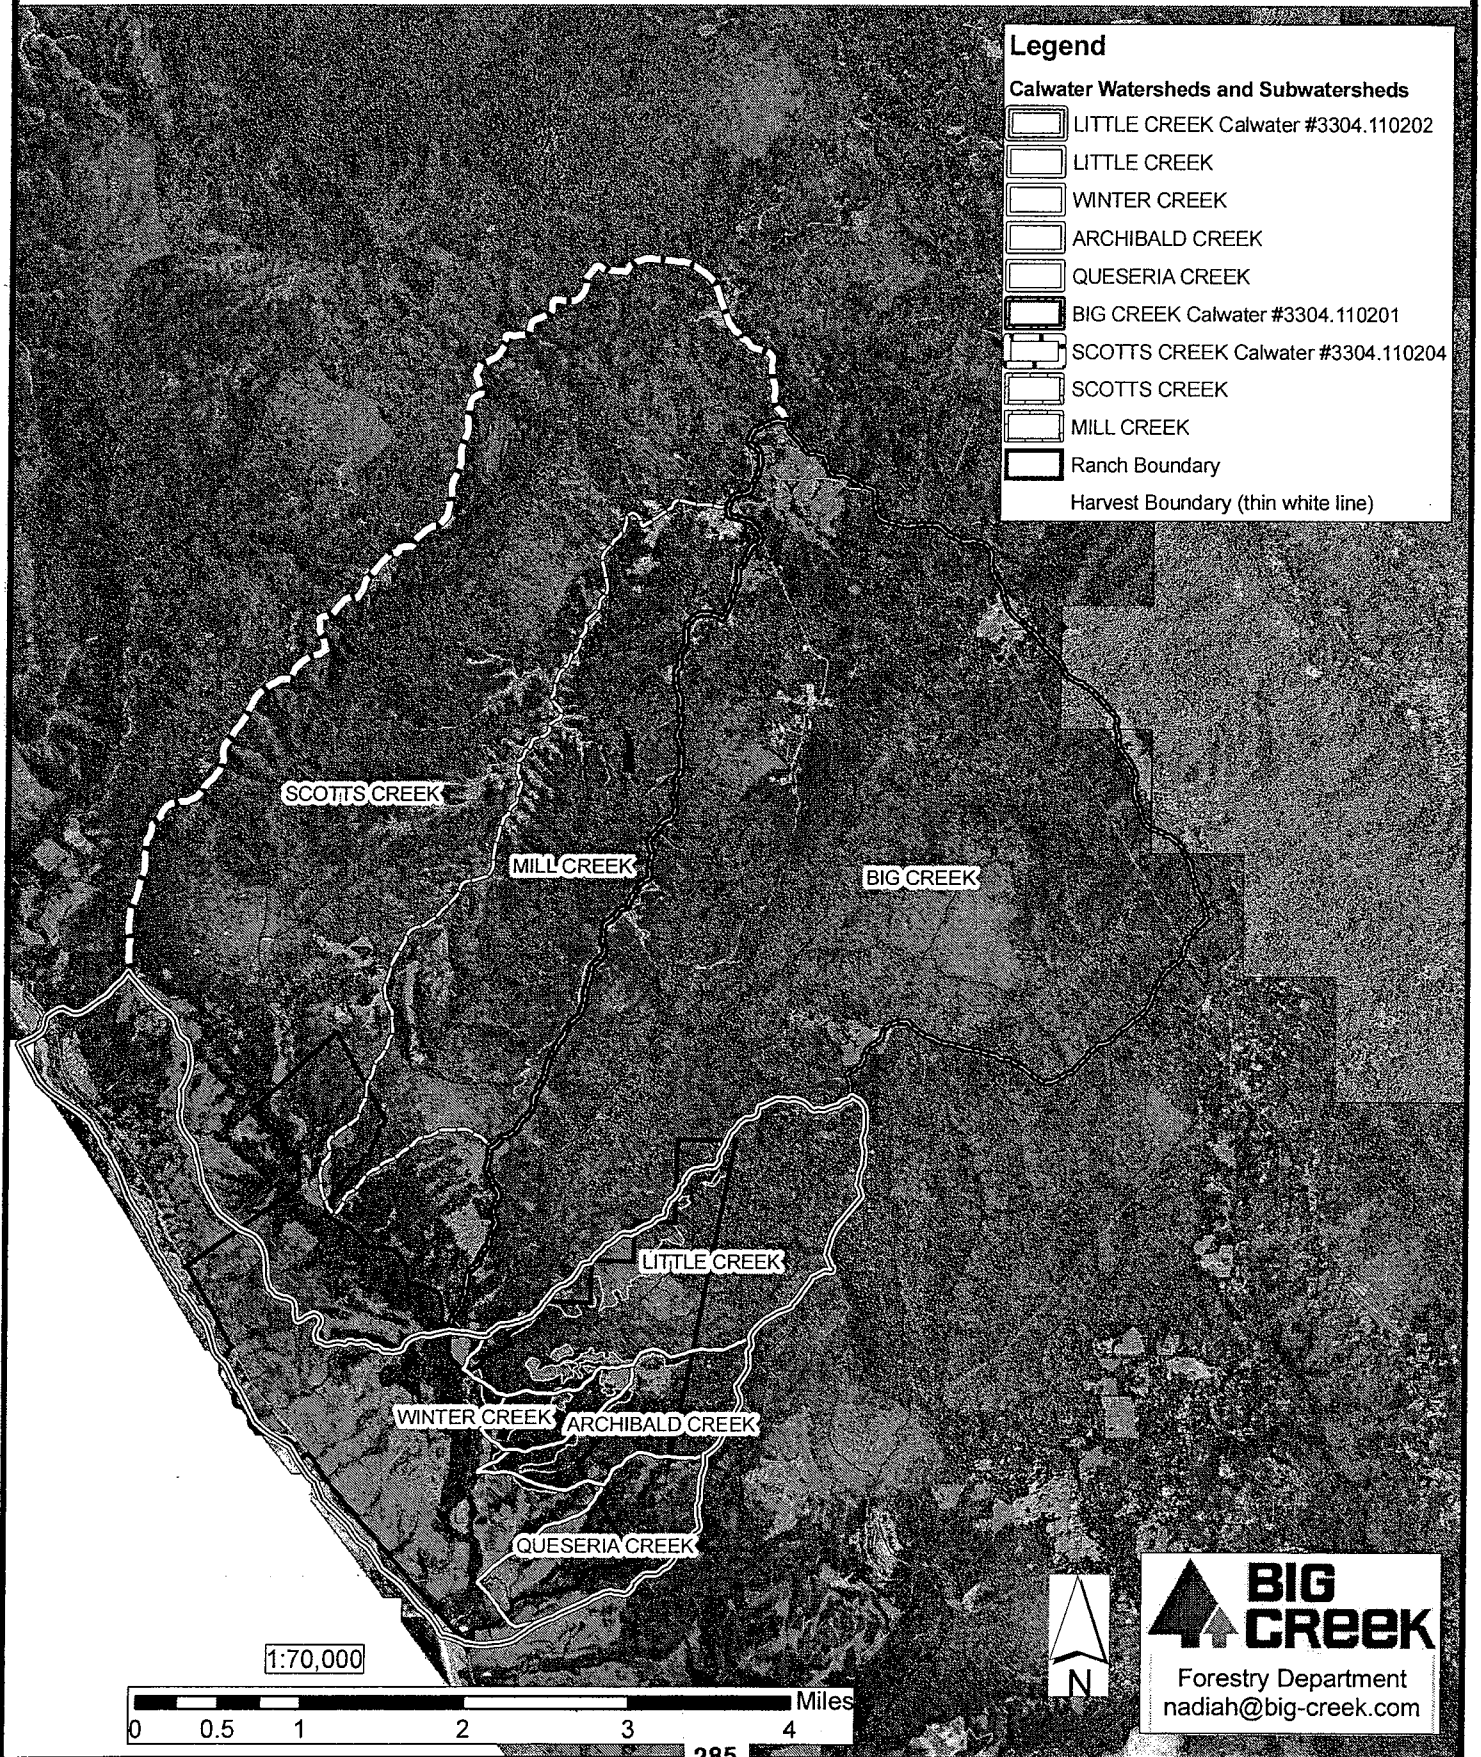 Legend
Calwater Watersheds and Subwatersheds
LITTLE CREEK Calwater #3304.110202
LITTLE CREEK
WINTER CREEK
ARCHIBALD CREEK
QUESERIA CREEK
BIG CREEK Calwater #3304.110201
SCOTTS CREEK Calwater #3304.110204
SCOTTS CREEK
MILL CREEK
Ranch Boundary
Harvest Boundary (thin white line)
SCOTTS CREEK
MILL CREEK
BIG CREEK
LITTLE CREEK
WINTER CREEK
ARCHIBALD CREEK
QUESERIA CREEK
1:70,000
Miles
0 0.5 1 2 3 4
N
BIG
CREEK
Forestry Department
nadiah@big-creek.com
285